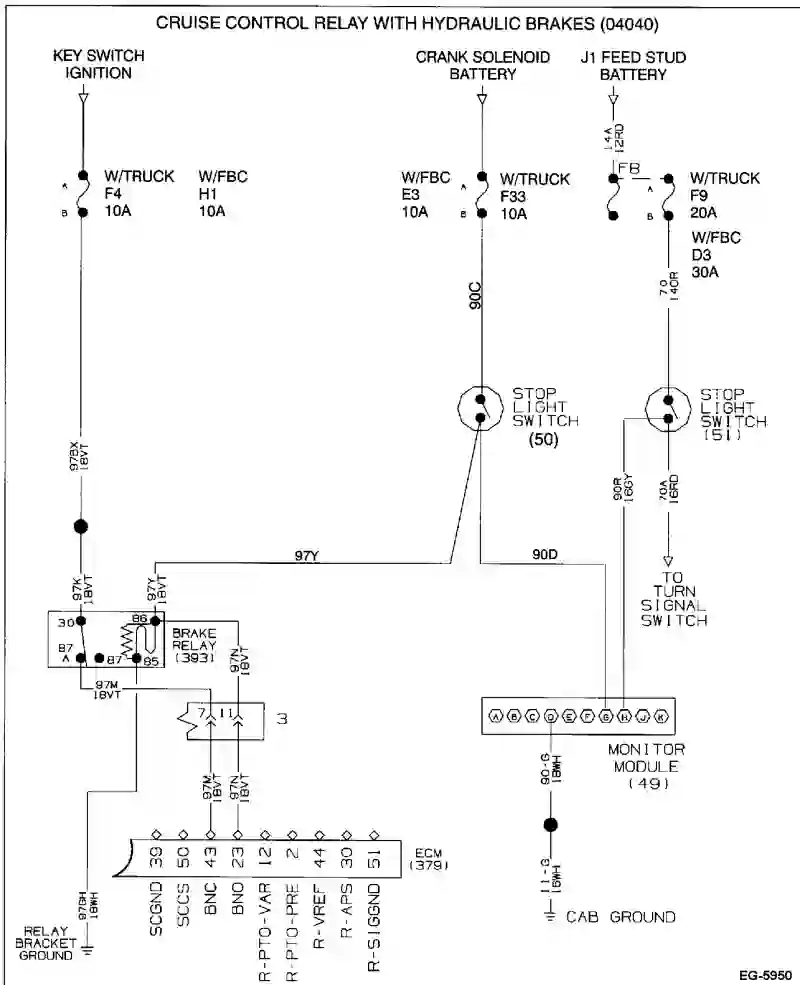 CRUISE CONTROL RELAY WITH HYDRAULIC BRAKES (04040)
KEY SWITCH
IGNITION
CRANK SOLENOID
BATTERY
J1 FEED STUD
BATTERY
14A
12RD
FB
A
B
W/TRUCK
F4
10A
W/FBC
H1
10A
W/FBC
E3
10A
A
B
W/TRUCK
F33
10A
A
B
W/TRUCK
F9
20A
W/FBC
D3
30A
90C
70
14OR
STOP
LIGHT
SWITCH
(50)
STOP
LIGHT
SWITCH
(51)
97BX
18VT
90R
16GY
70A
16RD
97Y
90D
TO
TURN
SIGNAL
SWITCH
97K
18VT
97Y
18VT
30
86
87
A
87
85
BRAKE
RELAY
(393)
97N
18VT
97M
18VT
7
11
3
A B C D E F G H J K
MONITOR
MODULE
(49)
97M
18VT
97N
18VT
90-G
18WH
ECM
(379)
39 50 43 23 12 2 44 30 51
SCGND
SCCS
BNC
BNO
R-PTO-VAR
R-PTO-PRE
R-VREF
R-APS
R-SIGGND
97GH
18WH
11-G
16WH
CAB GROUND
RELAY
BRACKET
GROUND
EG-5950